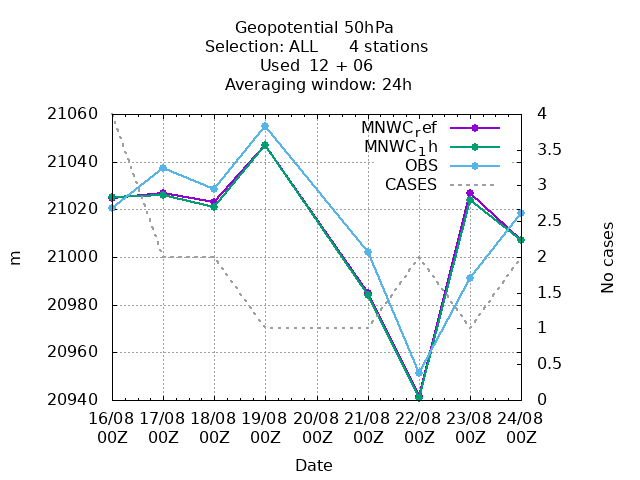 Geopotential 50hPa
Selection: ALL      4 stations
Used  12 + 06
Averaging window: 24h
21060
21040
21020
21000
20980
20960
20940
m
MNWCref
MNWC1h
OBS
CASES
4
3.5
3
2.5
2
1.5
1
0.5
0
No cases
16/08 17/08 18/08 19/08 20/08 21/08 22/08 23/08 24/08
00Z 00Z 00Z 00Z 00Z 00Z 00Z 00Z 00Z
Date